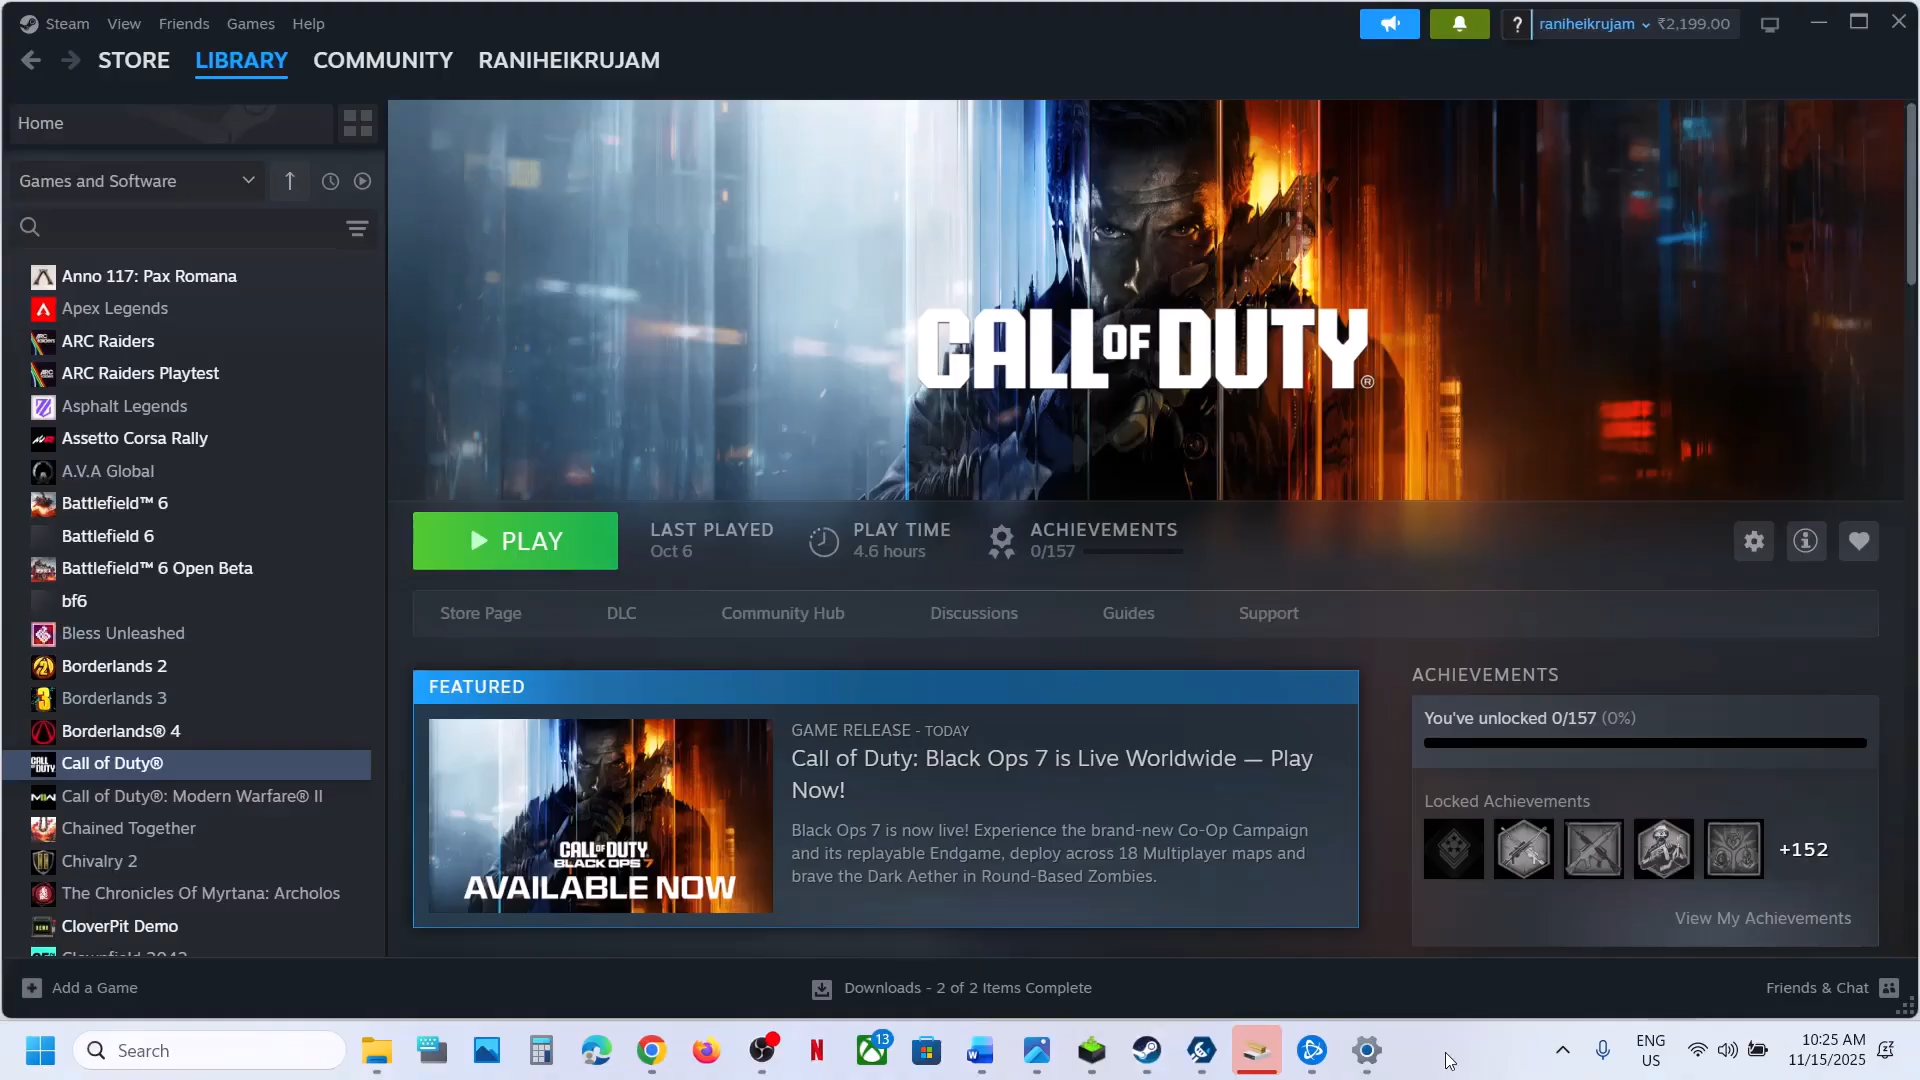 Steam View Friends Games Help
? raniheikrujam ₹2,199.00
STORE LIBRARY COMMUNITY RANIHEIKRUJAM
Home
Games and Software
Anno 117: Pax Romana
Apex Legends
ARC Raiders
ARC Raiders Playtest
Asphalt Legends
Assetto Corsa Rally
A.V.A Global
Battlefield™ 6
Battlefield 6
Battlefield™ 6 Open Beta
bf6
Bless Unleashed
Borderlands 2
Borderlands 3
Borderlands® 4
Call of Duty®
Call of Duty®: Modern Warfare® II
Chained Together
Chivalry 2
The Chronicles Of Myrtana: Archolos
CloverPit Demo
CALL OF DUTY®
PLAY
LAST PLAYED
Oct 6
PLAY TIME
4.6 hours
ACHIEVEMENTS
0/157
Store Page DLC Community Hub Discussions Guides Support
FEATURED
CALL OF DUTY
BLACK OPS 7
AVAILABLE NOW
GAME RELEASE - TODAY
Call of Duty: Black Ops 7 is Live Worldwide — Play
Now!
Black Ops 7 is now live! Experience the brand-new Co-Op Campaign
and its replayable Endgame, deploy across 18 Multiplayer maps and
brave the Dark Aether in Round-Based Zombies.
ACHIEVEMENTS
You've unlocked 0/157 (0%)
Locked Achievements
+152
View My Achievements
Add a Game
Downloads - 2 of 2 Items Complete
Friends & Chat
Search
13
ENG
US
10:25 AM
11/15/2025